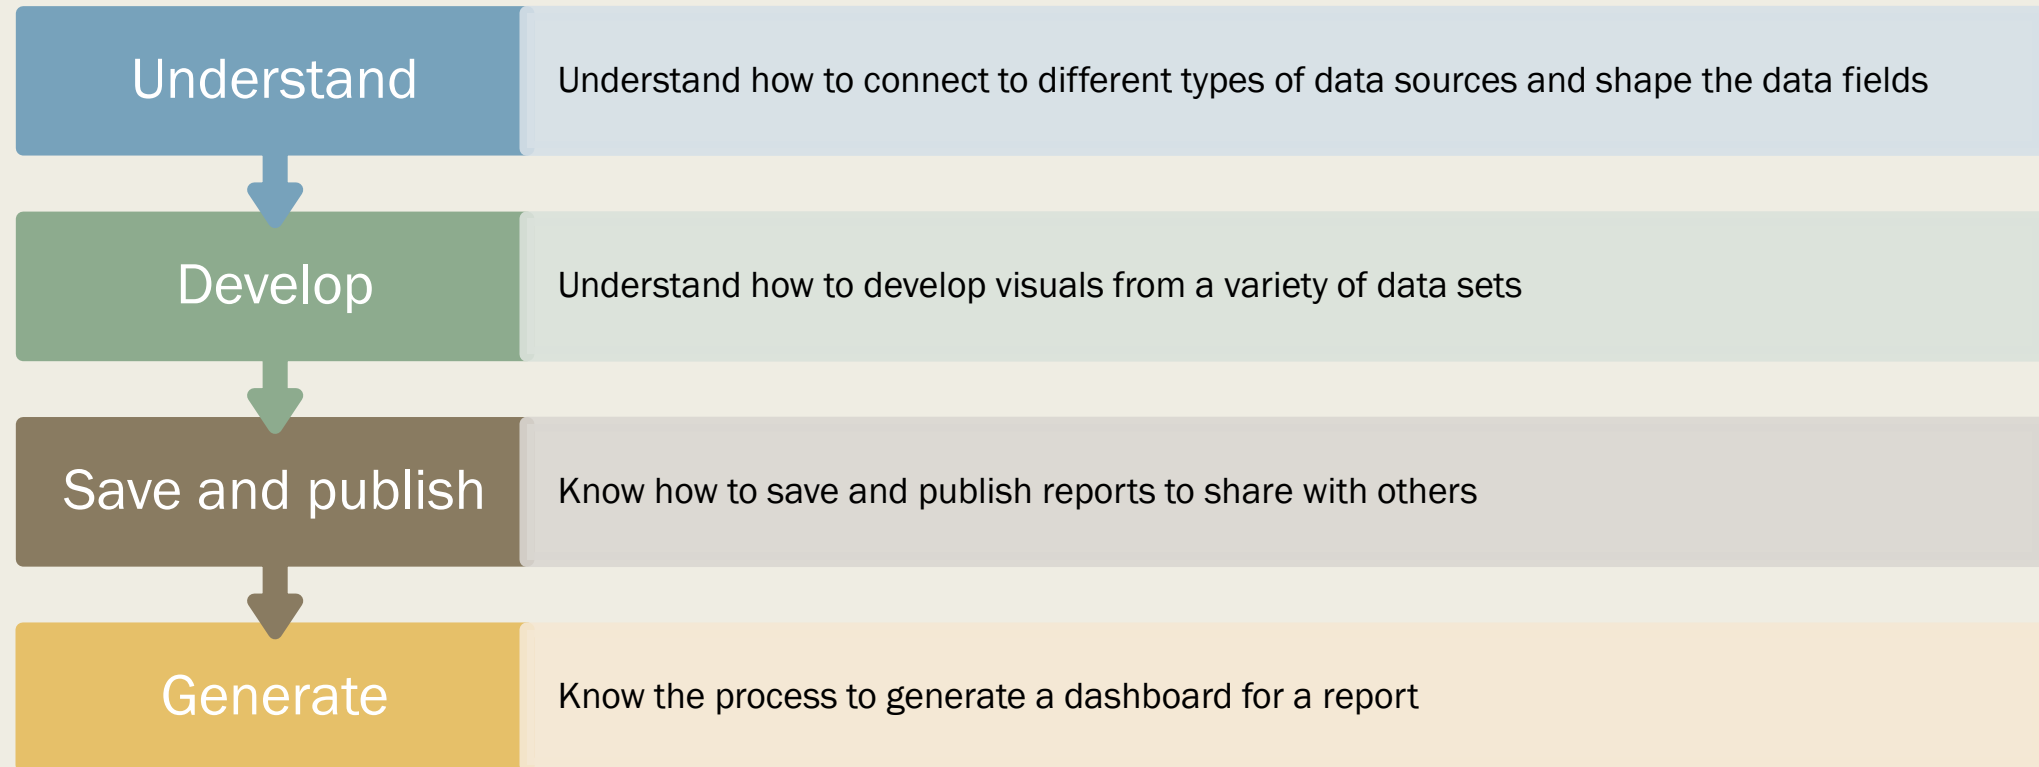 Understand
Understand how to connect to different types of data sources and shape the data fields
Develop
Understand how to develop visuals from a variety of data sets
Save and publish
Know how to save and publish reports to share with others
Generate
Know the process to generate a dashboard for a report